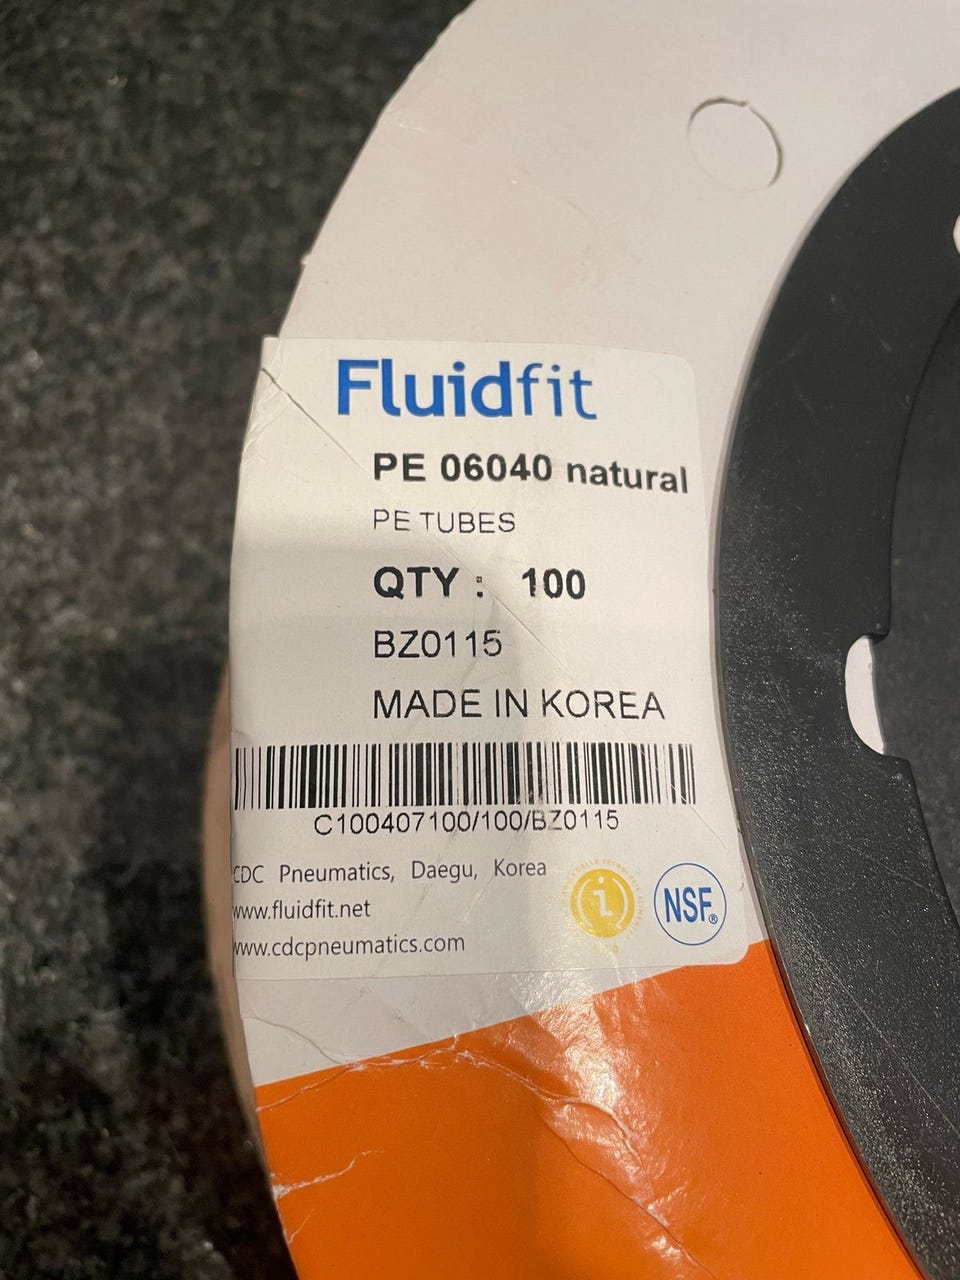 Fluidfit
PE 06040 natural
PE TUBES
QTY : 100
BZ0115
MADE IN KOREA
C100407100/100/BZ0115
CDC Pneumatics, Daegu, Korea
www.fluidfit.net
www.cdcpneumatics.com
i
NSF®